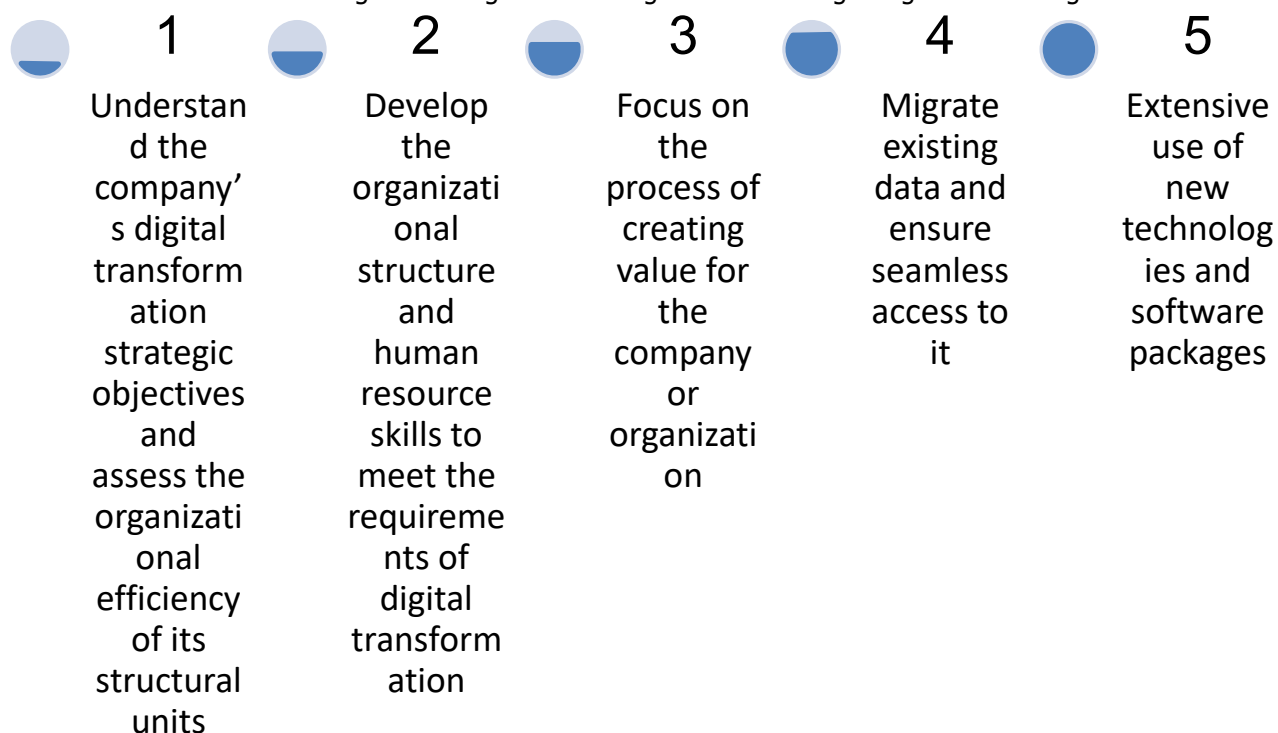 1
Understan
d the
company’
s digital
transform
ation
strategic
objectives
and
assess the
organizati
onal
efficiency
of its
structural
units
2
Develop
the
organizati
onal
structure
and
human
resource
skills to
meet the
requireme
nts of
digital
transform
ation
3
Focus on
the
process of
creating
value for
the
company
or
organizati
on
4
Migrate
existing
data and
ensure
seamless
access to
it
5
Extensive
use of
new
technolog
ies and
software
packages